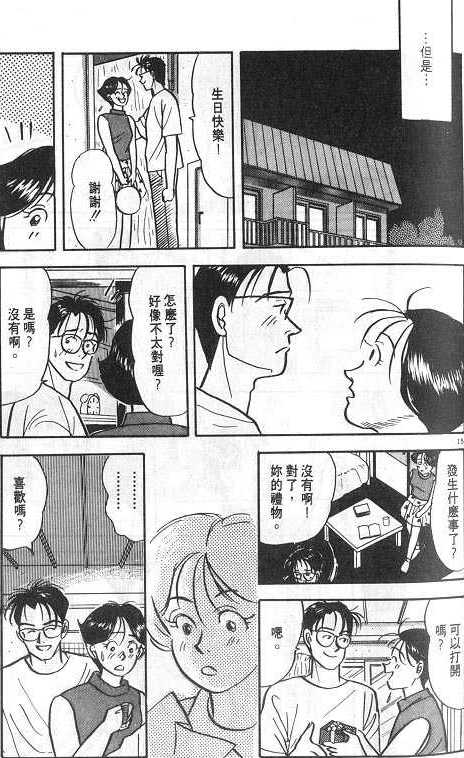 …但是…
生日快樂！
謝謝!!
怎麼了？
好像不太對喔？
是嗎？
沒有啊。
15
發生什麼事了？
沒有啊！
對了，
妳的禮物。
………
喜歡嗎？
可以打開
嗎？
嗯。